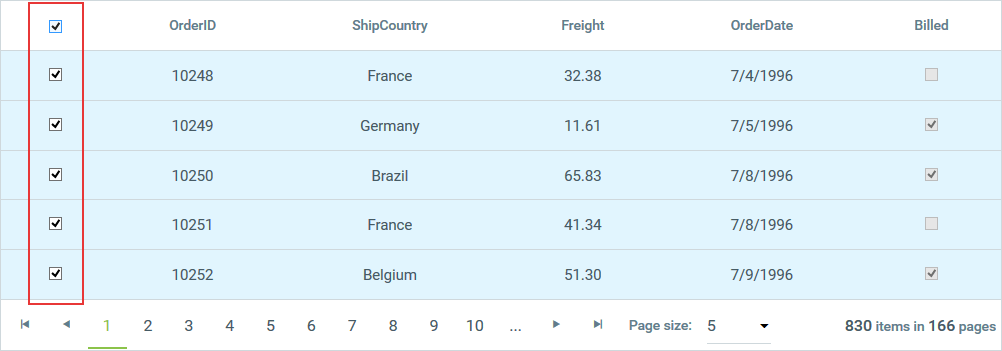 OrderID ShipCountry Freight OrderDate Billed
10248 France 32.38 7/4/1996
10249 Germany 11.61 7/5/1996
10250 Brazil 65.83 7/8/1996
10251 France 41.34 7/8/1996
10252 Belgium 51.30 7/9/1996
1 2 3 4 5 6 7 8 9 10 ... Page size: 5 830 items in 166 pages